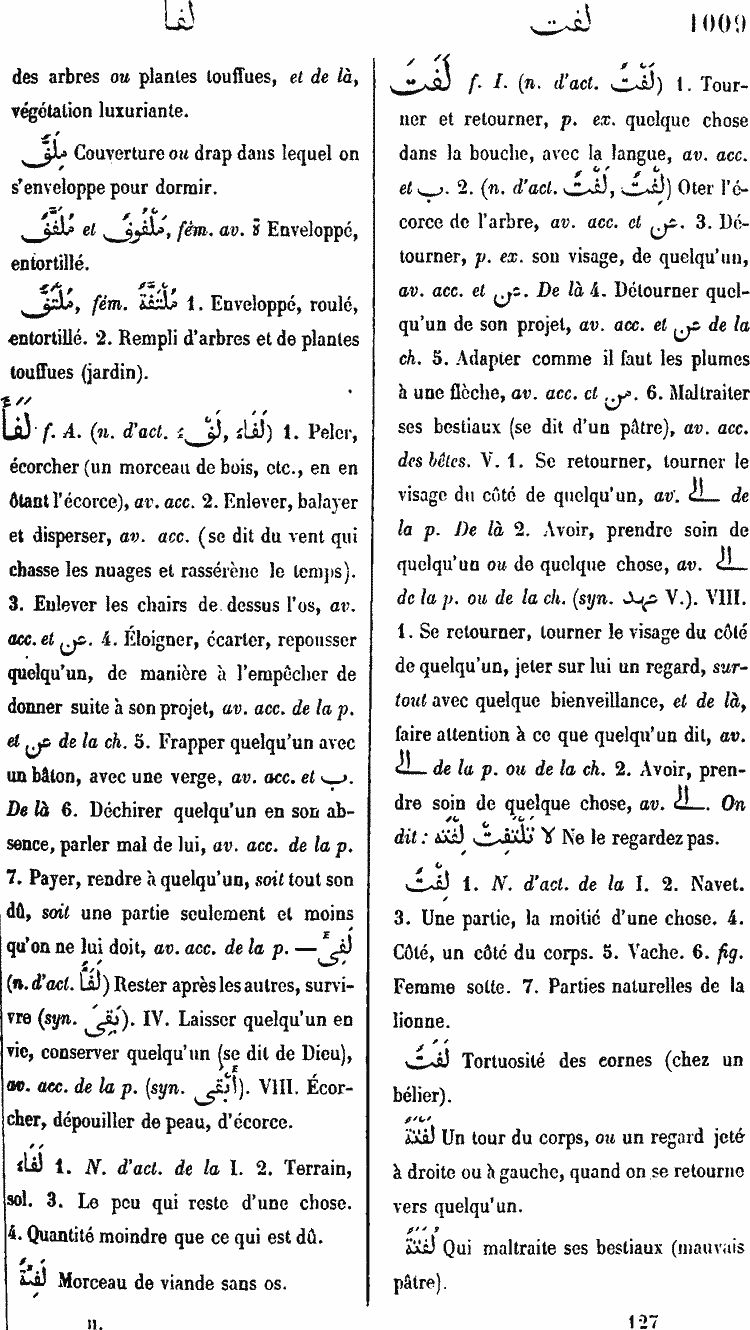 لفأ
لفت
1009
des arbres ou plantes touffues, et de là,
végétation luxuriante.
مِلَفٌّ Couverture ou drap dans lequel on
s'enveloppe pour dormir.
مُلَفَّفٌ et مَلْفُوفٌ, fém. av. ة Enveloppé,
entortillé.
مُلْتَفٌّ, fém. مُلْتَفَّةٌ 1. Enveloppé, roulé,
entortillé. 2. Rempli d'arbres et de plantes
touffues (jardin).
لَفَأَ f. A. (n. d'act. لَفْءٌ, لَفَاءٌ) 1. Peler,
écorcher (un morceau de bois, etc., en en
ôtant l'écorce), av. acc. 2. Enlever, balayer
et disperser, av. acc. (se dit du vent qui
chasse les nuages et rassérène le temps).
3. Enlever les chairs de dessus l'os, av.
acc. et عن. 4. Éloigner, écarter, repousser
quelqu'un, de manière à l'empêcher de
donner suite à son projet, av. acc. de la p.
et عن de la ch. 5. Frapper quelqu'un avec
un bâton, avec une verge, av. acc. et ب.
De là 6. Déchirer quelqu'un en son ab-
sence, parler mal de lui, av. acc. de la p.
7. Payer, rendre à quelqu'un, soit tout son
dû, soit une partie seulement et moins
qu'on ne lui doit, av. acc. de la p. — لَفِئَ
(n. d'act. لَفَأٌ) Rester après les autres, survi-
vre (syn. بَقِىَ). IV. Laisser quelqu'un en
vie, conserver quelqu'un (se dit de Dieu),
av. acc. de la p. (syn. أَبْقَى). VIII. Écor-
cher, dépouiller de peau, d'écorce.
لَفَاءٌ 1. N. d'act. de la I. 2. Terrain,
sol. 3. Le peu qui reste d'une chose.
4. Quantité moindre que ce qui est dû.
لَفِئَةٌ Morceau de viande sans os.
II.
لَفَتَ f. I. (n. d'act. لَفْتٌ) 1. Tour-
ner et retourner, p. ex. quelque chose
dans la bouche, avec la langue, av. acc.
et ب. 2. (n. d'act. لَفْتٌ, لِفْتٌ) Oter l'é-
corce de l'arbre, av. acc. et عن. 3. Dé-
tourner, p. ex. son visage, de quelqu'un,
av. acc. et عن. De là 4. Détourner quel-
qu'un de son projet, av. acc. et عن de la
ch. 5. Adapter comme il faut les plumes
à une flèche, av. acc. et من. 6. Maltraiter
ses bestiaux (se dit d'un pâtre), av. acc.
des bêtes. V. 1. Se retourner, tourner le
visage du côté de quelqu'un, av. الى de
la p. De là 2. Avoir, prendre soin de
quelqu'un ou de quelque chose, av. الى
de la p. ou de la ch. (syn. عهد V.). VIII.
1. Se retourner, tourner le visage du côté
de quelqu'un, jeter sur lui un regard, sur-
tout avec quelque bienveillance, et de là,
faire attention à ce que quelqu'un dit, av.
الى de la p. ou de la ch. 2. Avoir, pren-
dre soin de quelque chose, av. الى. On
dit : لا تَلْتَفِتْ لَفْتَهُ Ne le regardez pas.
لِفْتٌ 1. N. d'act. de la I. 2. Navet.
3. Une partie, la moitié d'une chose. 4.
Côté, un côté du corps. 5. Vache. 6. fig.
Femme sotte. 7. Parties naturelles de la
lionne.
لَفَتٌ Tortuosité des cornes (chez un
bélier).
لَفْتَةٌ Un tour du corps, ou un regard jeté
à droite ou à gauche, quand on se retourne
vers quelqu'un.
لَفَتَةٌ Qui maltraite ses bestiaux (mauvais
pâtre).
127